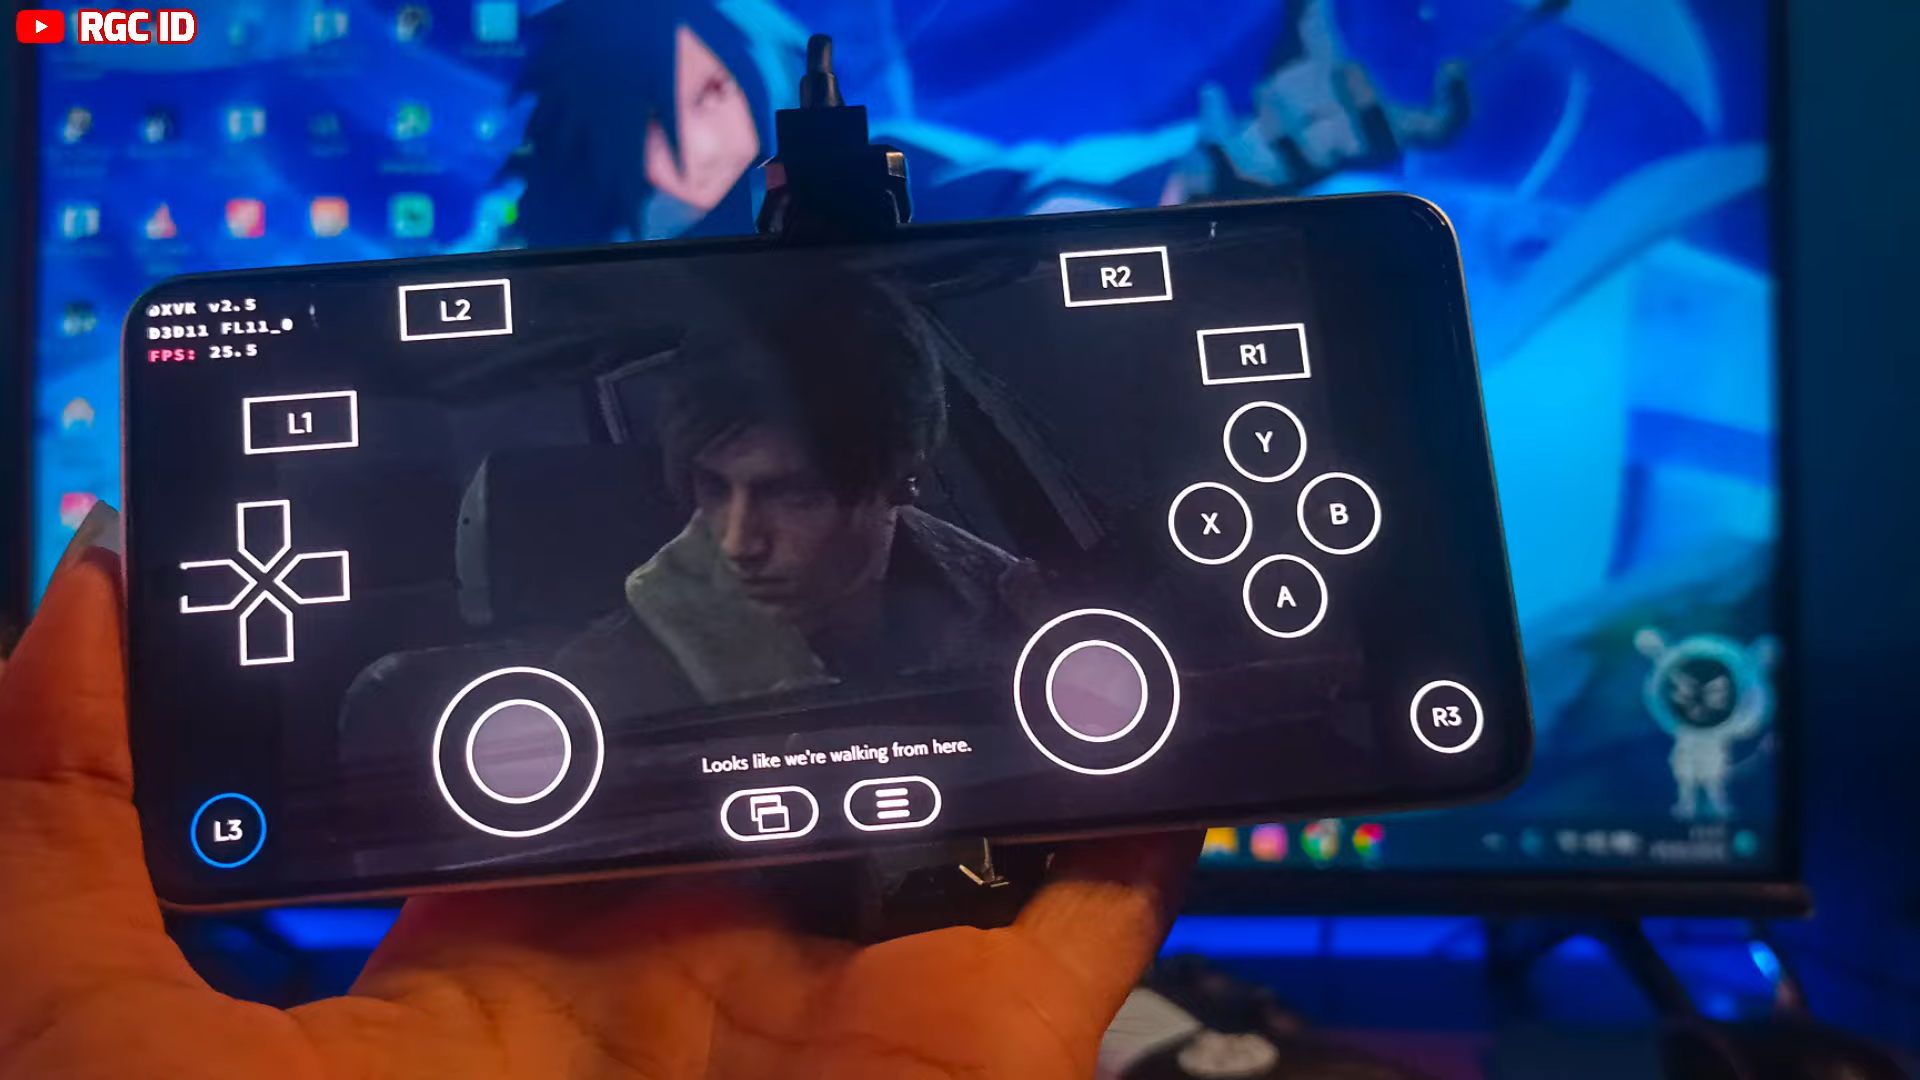 RGC ID
DXVK v2.5
D3D11 FL11_0
FPS: 25.5
L2
R2
L1
R1
Y
X
B
A
R3
L3
Looks like we're walking from here.